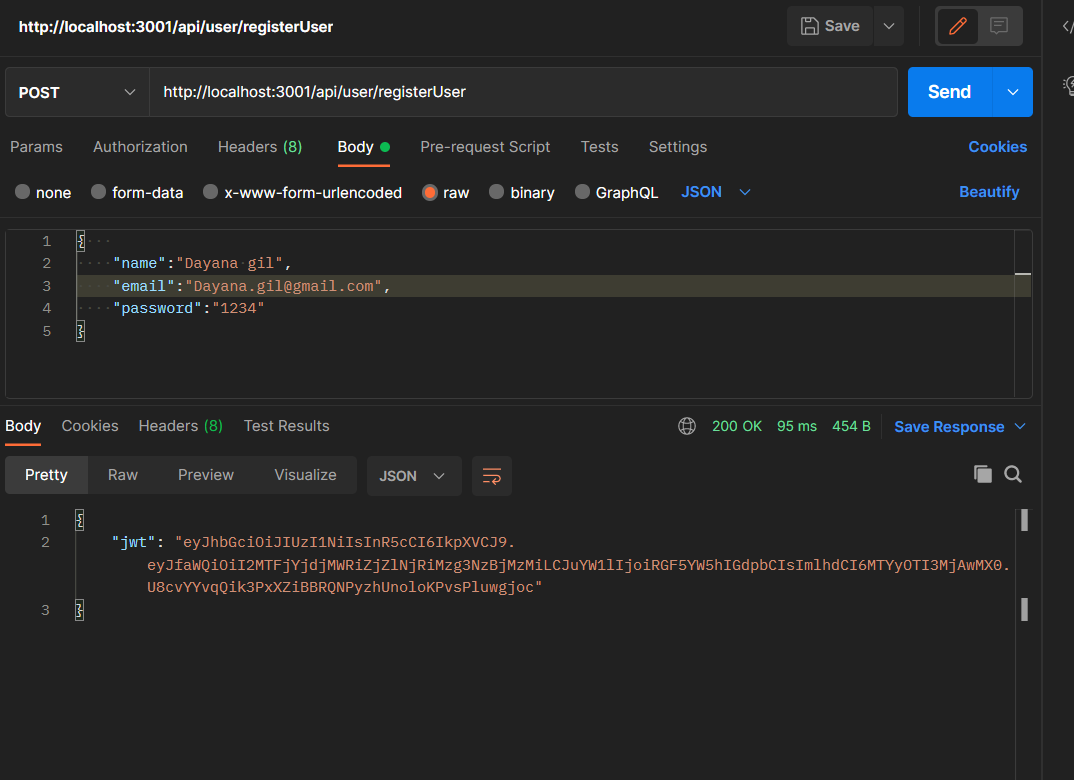 http://localhost:3001/api/user/registerUser
Save
POST
http://localhost:3001/api/user/registerUser
Send
Params Authorization Headers (8) Body Pre-request Script Tests Settings Cookies
none form-data x-www-form-urlencoded raw binary GraphQL JSON Beautify
1 {
2 "name":"Dayana gil",
3 "email":"Dayana.gil@gmail.com",
4 "password":"1234"
5 }
Body Cookies Headers (8) Test Results 200 OK 95 ms 454 B Save Response
Pretty Raw Preview Visualize JSON
1 {
2 "jwt": "eyJhbGciOiJIUzI1NiIsInR5cCI6IkpXVCJ9.
eyJfaWQiOiI2MTFjYjdjMWRiZjZlNjRiMzg3NzBjMzMiLCJuYW1lIjoiRGF5YW5hIGdpbCIsImlhdCI6MTYyOTI3MjAwMX0.
U8cvYYvqQik3PxXZiBBRQNPyzhUnoloKPvsPluwgjoc"
3 }